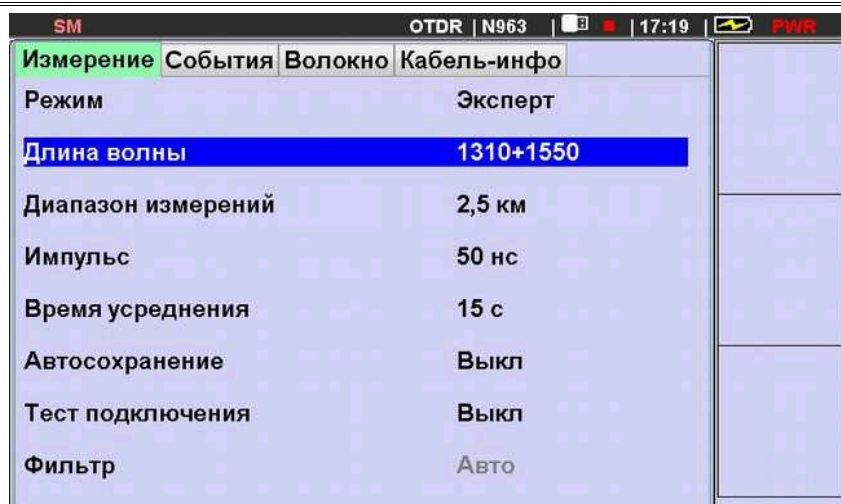 SM OTDR | N963 | | 17:19 | PWR
Измерение События Волокно Кабель-инфо
Режим Эксперт
Длина волны 1310+1550
Диапазон измерений 2,5 км
Импульс 50 нс
Время усреднения 15 с
Автосохранение Выкл
Тест подключения Выкл
Фильтр Авто